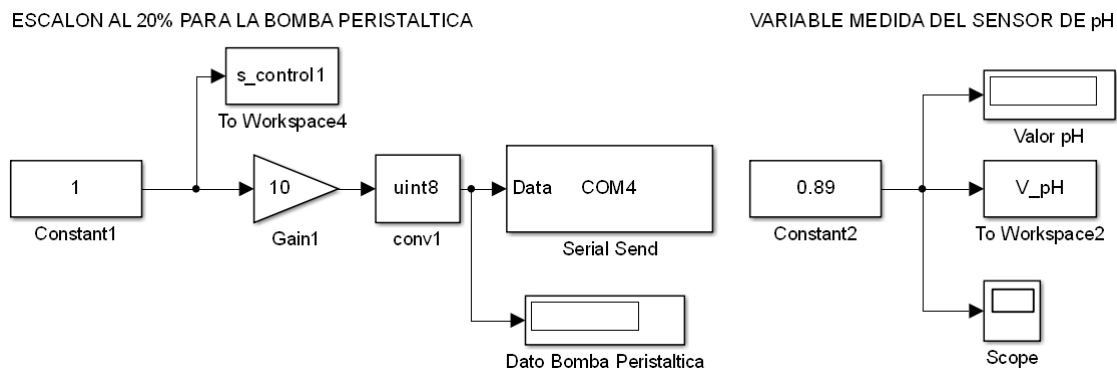 ESCALON AL 20% PARA LA BOMBA PERISTALTICA
s_control1
To Workspace4
1
Constant1
10
Gain1
uint8
conv1
Data
COM4
Serial Send
Dato Bomba Peristaltica
VARIABLE MEDIDA DEL SENSOR DE pH
Valor pH
0.89
Constant2
V_pH
To Workspace2
Scope